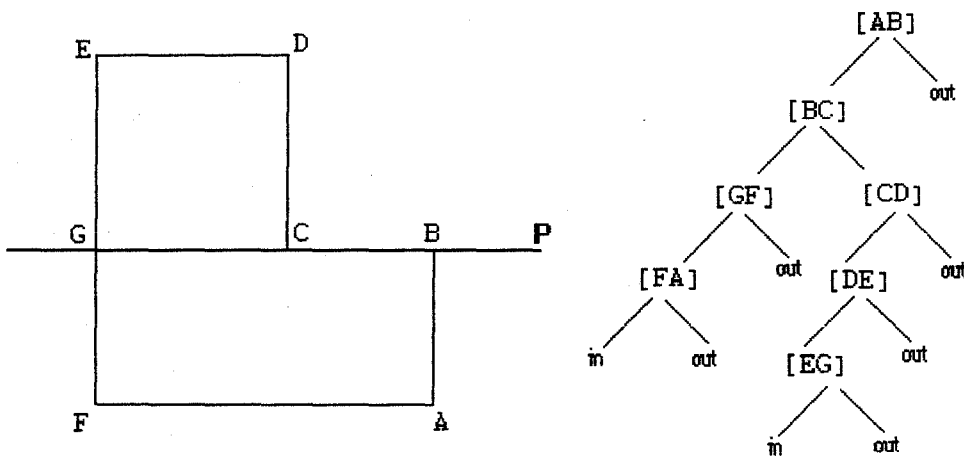 E D
G C B P
F A
[AB]
out
[BC]
[GF] [CD]
out out
[FA] [DE]
in out out
[EG]
in out